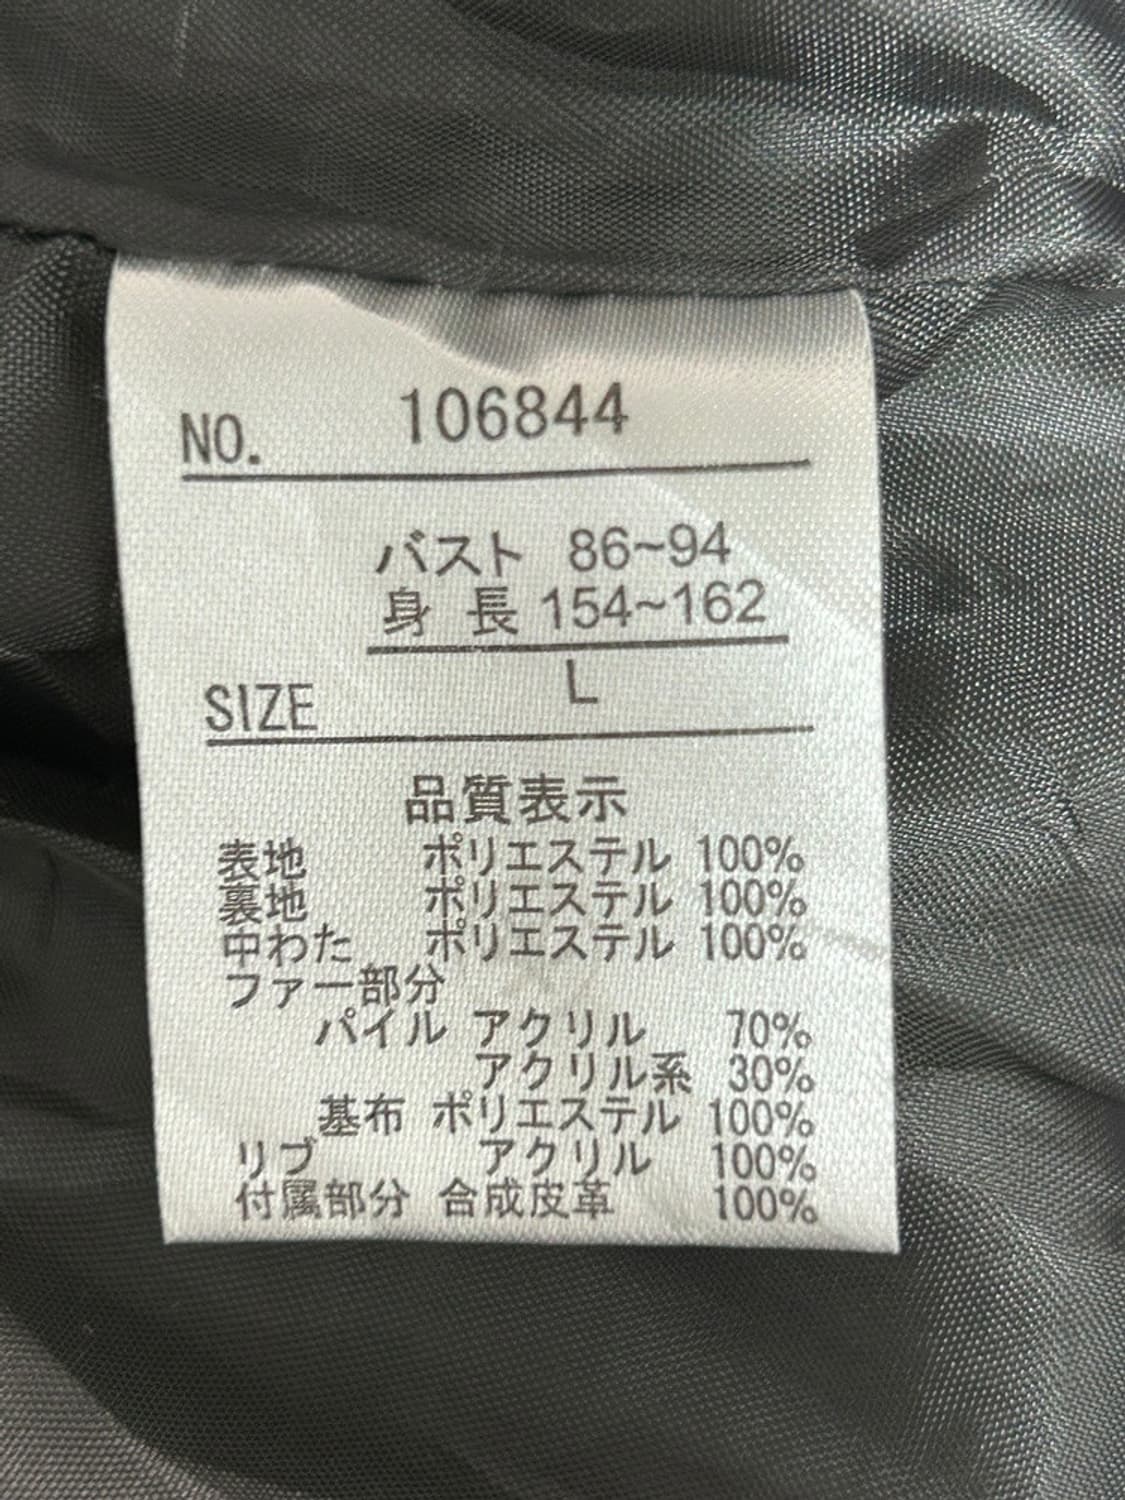 NO. 106844
バスト 86~94
身 長 154~162
SIZE L
品質表示
表地 ポリエステル 100%
裏地 ポリエステル 100%
中わた ポリエステル 100%
ファー部分
パイル アクリル 70%
アクリル系 30%
基布 ポリエステル 100%
リブ アクリル 100%
付属部分 合成皮革 100%